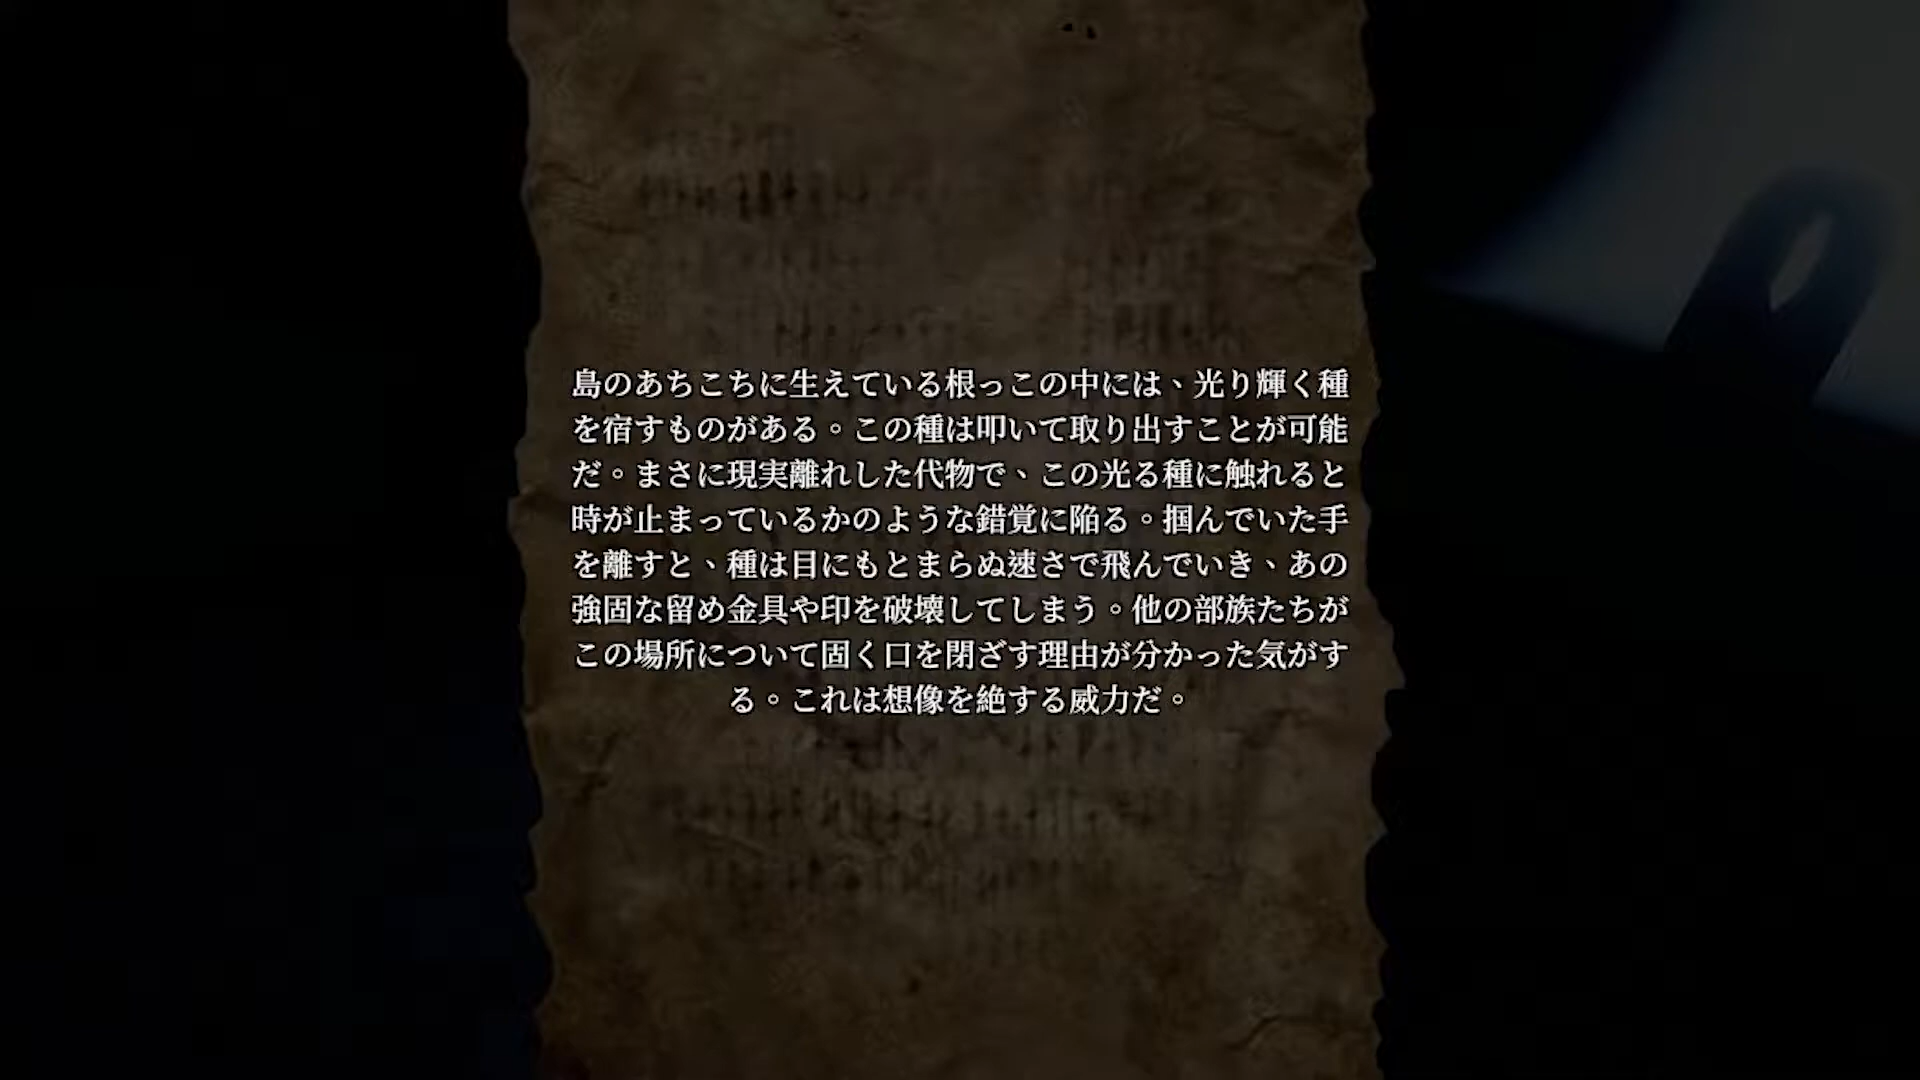 島のあちこちに生えている根っこの中には、光り輝く種
を宿すものがある。この種は叩いて取り出すことが可能
だ。まさに現実離れした代物で、この光る種に触れると
時が止まっているかのような錯覚に陥る。掴んでいた手
を離すと、種は目にもとまらぬ速さで飛んでいき、あの
強固な留め金具や印を破壊してしまう。他の部族たちが
この場所について固く口を閉ざす理由が分かった気がす
る。これは想像を絶する威力だ。